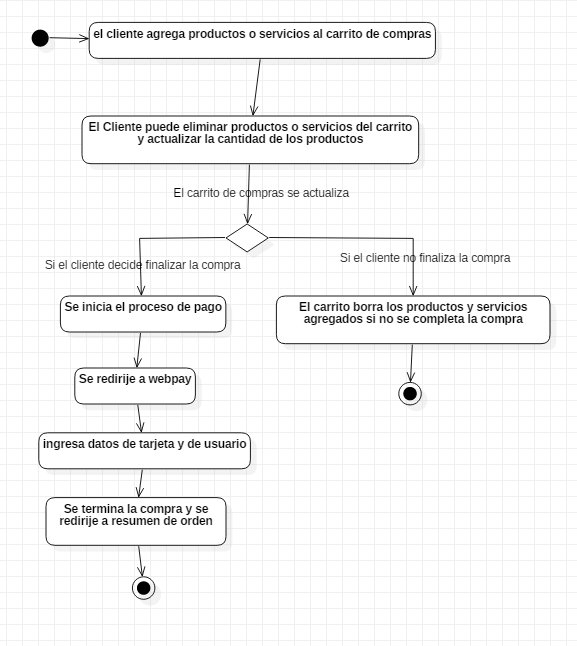 el cliente agrega productos o servicios al carrito de compras
El Cliente puede eliminar productos o servicios del carrito
y actualizar la cantidad de los productos
El carrito de compras se actualiza
Si el cliente decide finalizar la compra
Si el cliente no finaliza la compra
Se inicia el proceso de pago
El carrito borra los productos y servicios
agregados si no se completa la compra
Se redirije a webpay
ingresa datos de tarjeta y de usuario
Se termina la compra y se
redirije a resumen de orden